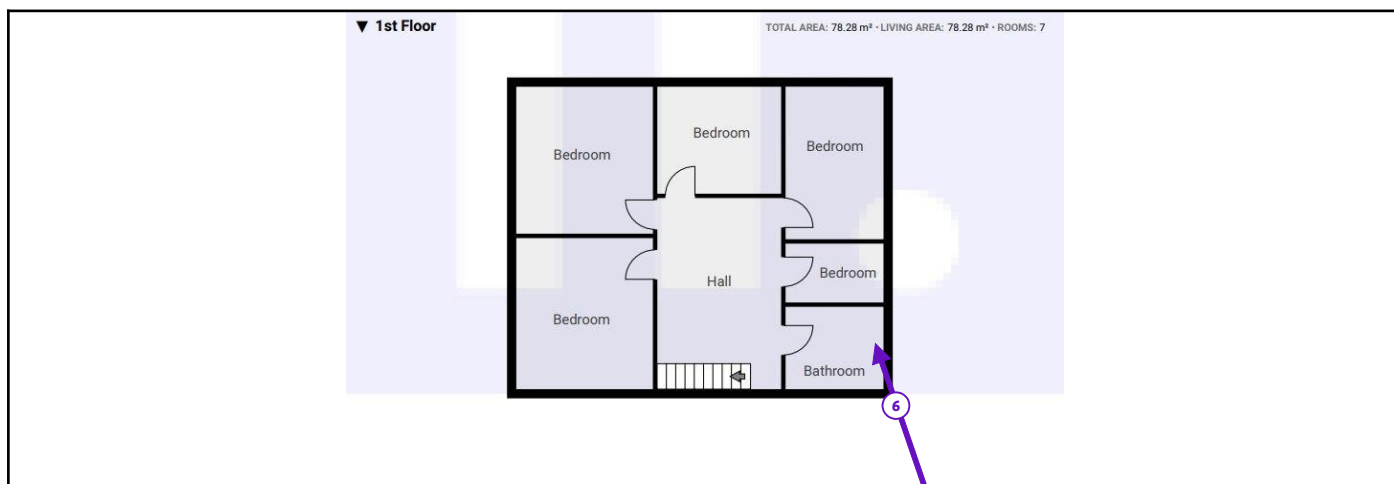 ▼ 1st Floor
TOTAL AREA: 78.28 m² · LIVING AREA: 78.28 m² · ROOMS: 7
Bedroom
Bedroom
Bedroom
Bedroom
Hall
Bedroom
Bathroom
6